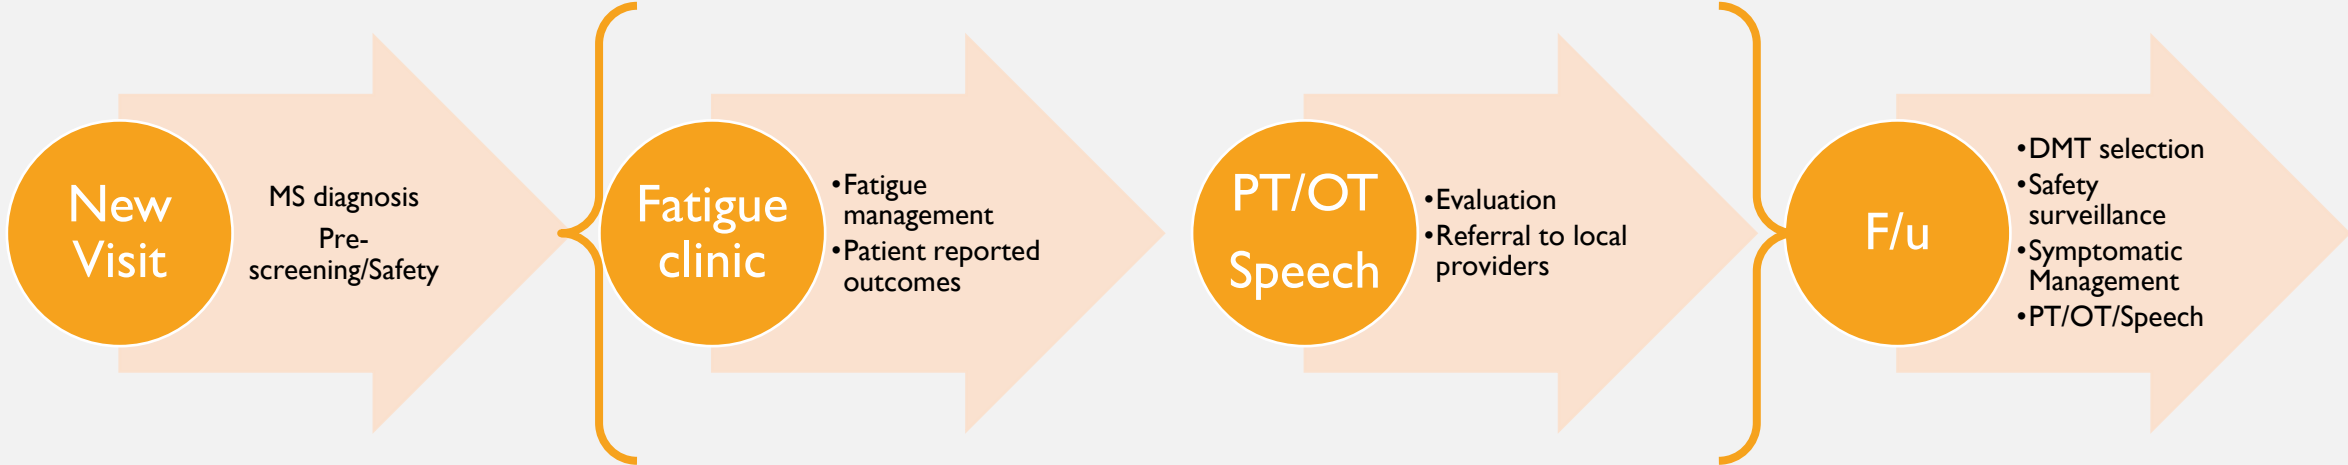 New
Visit
MS diagnosis
Pre-
screening/Safety
Fatigue
clinic
•Fatigue
management
•Patient reported
outcomes
PT/OT
Speech
•Evaluation
•Referral to local
providers
F/u
•DMT selection
•Safety
surveillance
•Symptomatic
Management
•PT/OT/Speech